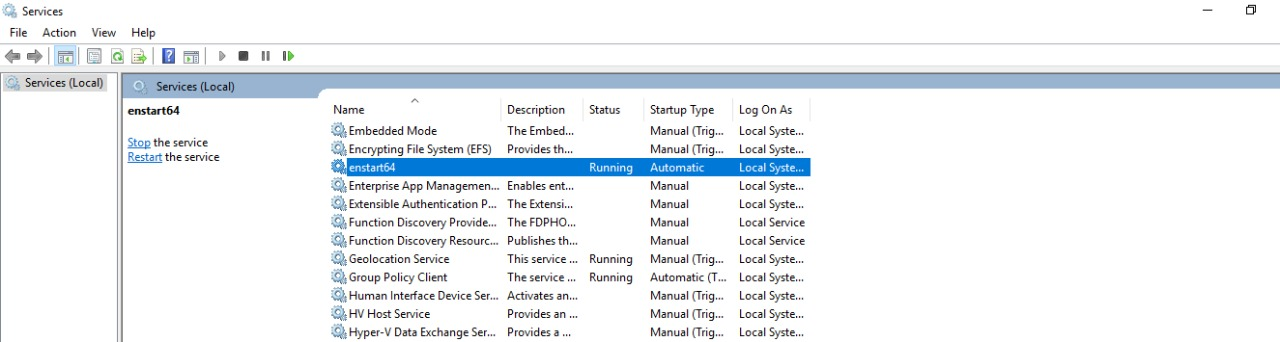 Services
File Action View Help
Services (Local)
Services (Local)
enstart64
Stop the service
Restart the service
Name Description Status Startup Type Log On As
Embedded Mode The Embed... Manual (Trig... Local Syste...
Encrypting File System (EFS) Provides th... Manual (Trig... Local Syste...
enstart64 Running Automatic Local Syste...
Enterprise App Managemen... Enables ent... Manual Local Syste...
Extensible Authentication P... The Extensi... Manual Local Syste...
Function Discovery Provide... The FDPHO... Manual Local Service
Function Discovery Resourc... Publishes th... Manual Local Service
Geolocation Service This service ... Running Manual (Trig... Local Syste...
Group Policy Client The service ... Running Automatic (T... Local Syste...
Human Interface Device Ser... Activates an... Manual (Trig... Local Syste...
HV Host Service Provides an ... Manual (Trig... Local Syste...
Hyper-V Data Exchange Ser... Provides a ... Manual (Trig... Local Syste...